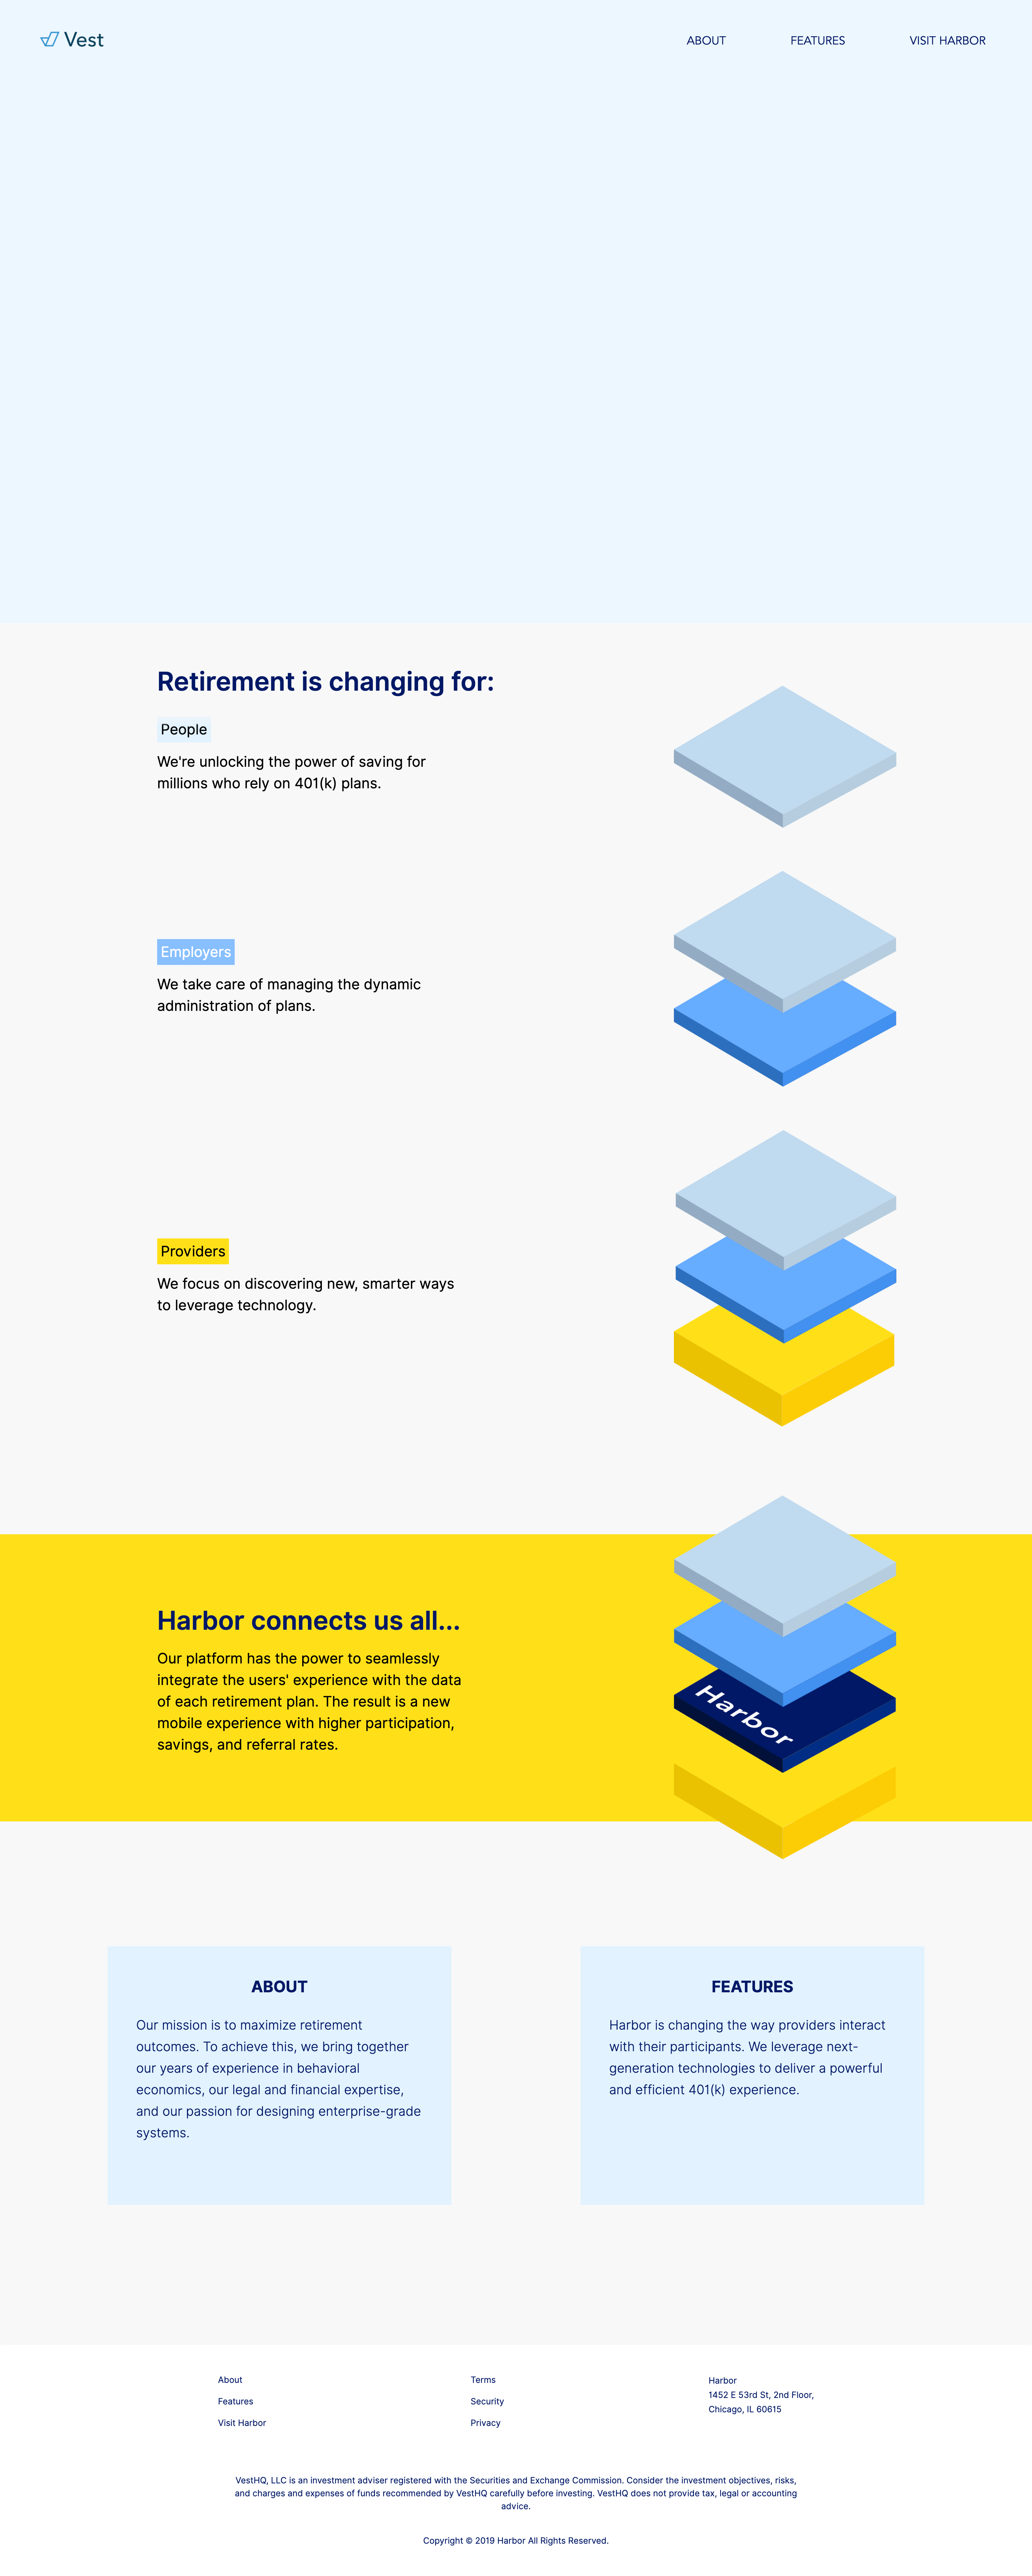 Vest
ABOUT
FEATURES
VISIT HARBOR
Retirement is changing for:
People
We're unlocking the power of saving for
millions who rely on 401(k) plans.
Employers
We take care of managing the dynamic
administration of plans.
Providers
We focus on discovering new, smarter ways
to leverage technology.
Harbor connects us all...
Our platform has the power to seamlessly
integrate the users' experience with the data
of each retirement plan. The result is a new
mobile experience with higher participation,
savings, and referral rates.
Harbor
ABOUT
Our mission is to maximize retirement
outcomes. To achieve this, we bring together
our years of experience in behavioral
economics, our legal and financial expertise,
and our passion for designing enterprise-grade
systems.
FEATURES
Harbor is changing the way providers interact
with their participants. We leverage next-
generation technologies to deliver a powerful
and efficient 401(k) experience.
About
Features
Visit Harbor
Terms
Security
Privacy
Harbor
1452 E 53rd St, 2nd Floor,
Chicago, IL 60615
VestHQ, LLC is an investment adviser registered with the Securities and Exchange Commission. Consider the investment objectives, risks,
and charges and expenses of funds recommended by VestHQ carefully before investing. VestHQ does not provide tax, legal or accounting
advice.
Copyright © 2019 Harbor All Rights Reserved.